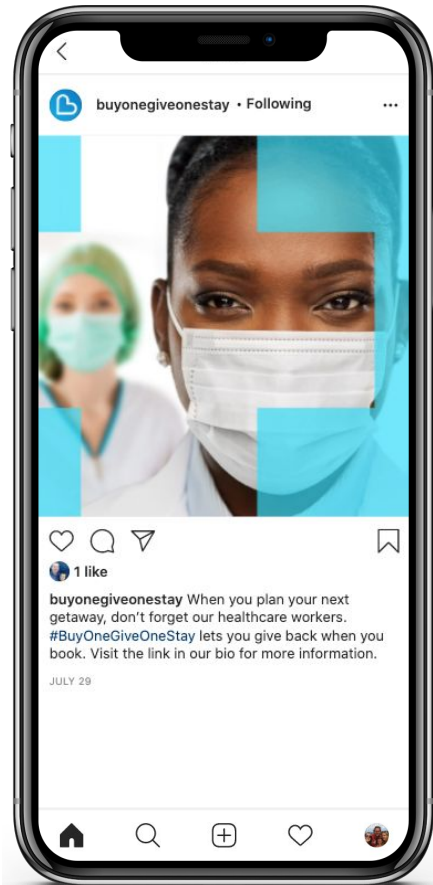 buyonegiveonestay • Following
1 like
buyonegiveonestay When you plan your next
getaway, don’t forget our healthcare workers.
#BuyOneGiveOneStay lets you give back when you
book. Visit the link in our bio for more information.
JULY 29